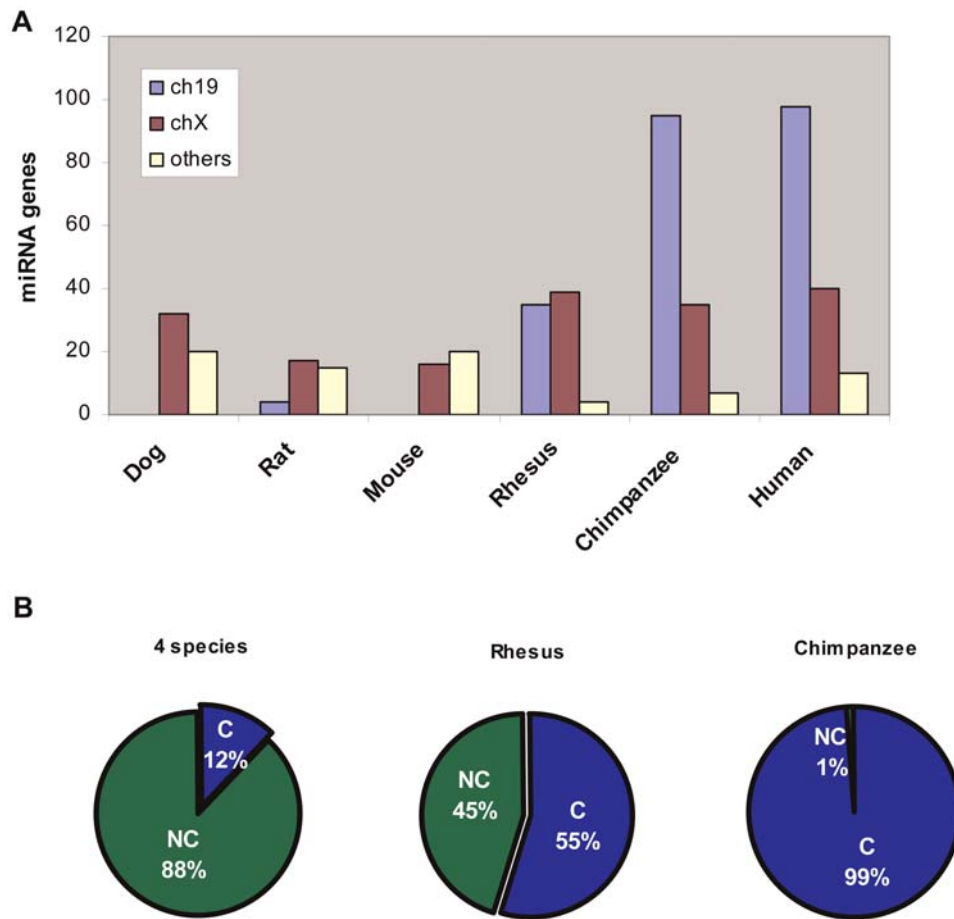 A
120
100
80
60
40
20
0
miRNA genes
ch19
chX
others
Dog
Rat
Mouse
Rhesus
Chimpanzee
Human
B
4 species
Rhesus
Chimpanzee
C
12%
NC
88%
NC
45%
C
55%
NC
1%
C
99%